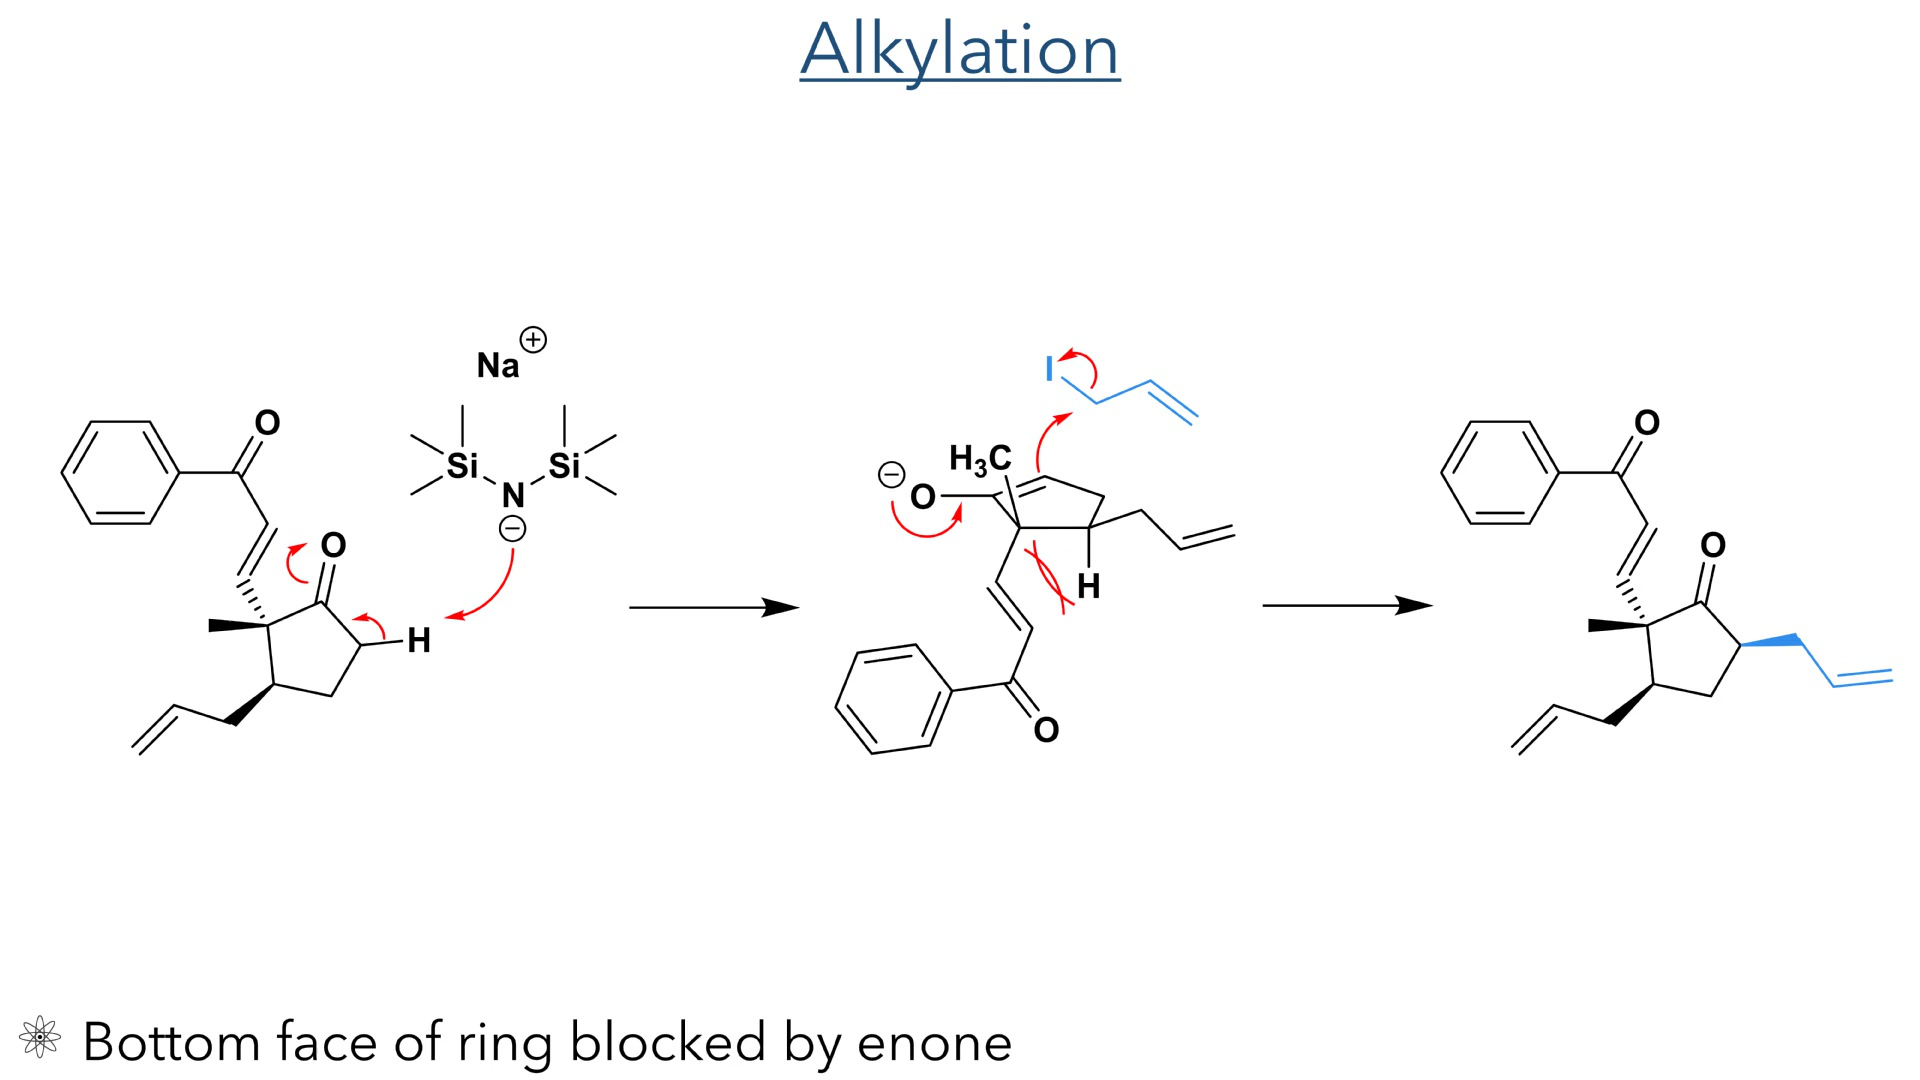 Alkylation
Na
⊕
O
Si
Si
N
⊖
O
H
I
⊖
H₃C
O
H
O
O
O
Bottom face of ring blocked by enone